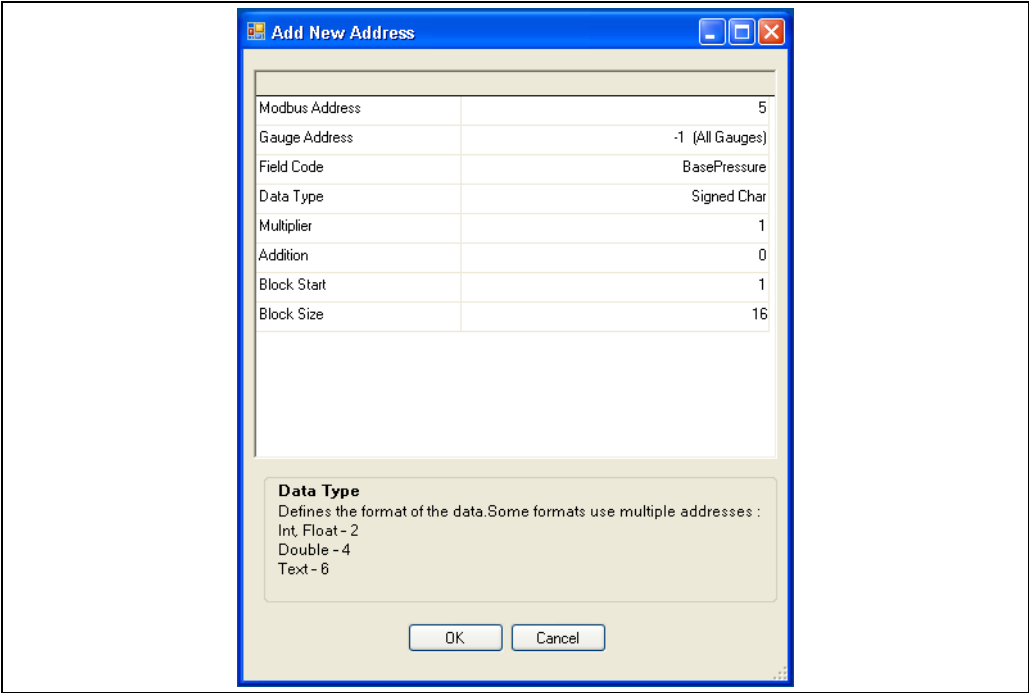 Add New Address
Modbus Address 5
Gauge Address -1 (All Gauges)
Field Code BasePressure
Data Type Signed Char
Multiplier 1
Addition 0
Block Start 1
Block Size 16
Data Type
Defines the format of the data.Some formats use multiple addresses :
Int, Float - 2
Double - 4
Text - 6
OK Cancel